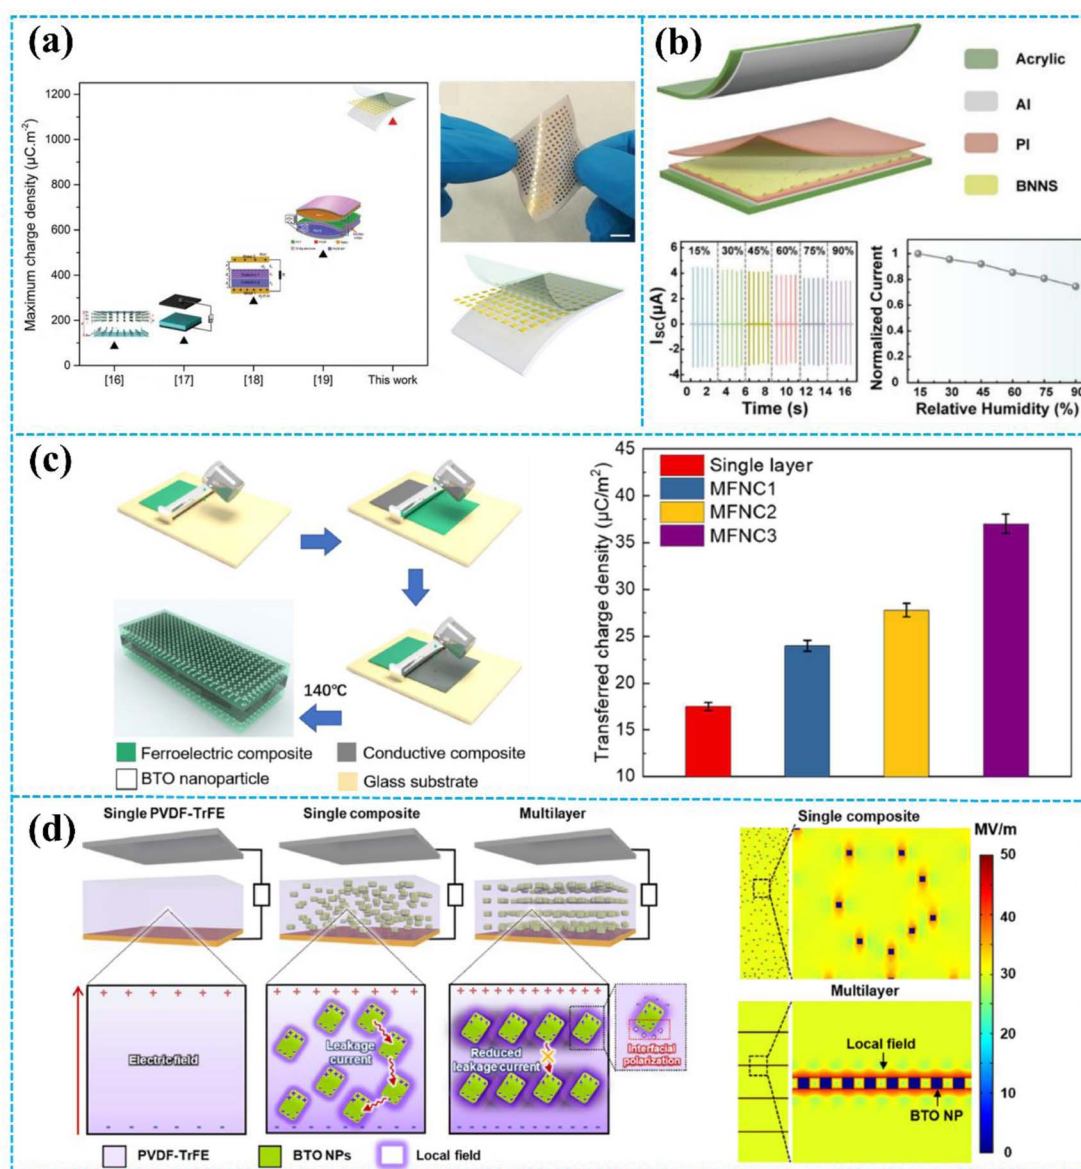 (a)
Maximum charge density (μC.m⁻²)
1200
1000
800
600
400
200
0
[16]
[17]
[18]
[19]
This work
(b)
Acrylic
Al
PI
BNNS
I_SC(μA)
6
4
2
0
-2
-4
15%
30%
45%
60%
75%
90%
0 2 4 6 8 10 12 14 16
Time (s)
Normalized Current
1
0.8
0.6
0.4
0.2
0
15 30 45 60 75 90
Relative Humidity (%)
(c)
140℃
Ferroelectric composite
Conductive composite
BTO nanoparticle
Glass substrate
Transferred charge density (μC/m²)
45
40
35
30
25
20
15
10
Single layer
MFNC1
MFNC2
MFNC3
(d)
Single PVDF-TrFE
Single composite
Multilayer
Electric field
Leakage
current
Reduced
leakage current
Interfacial
polarization
PVDF-TrFE
BTO NPs
Local field
Single composite
Multilayer
Local field
BTO NP
MV/m
50
40
30
20
10
0